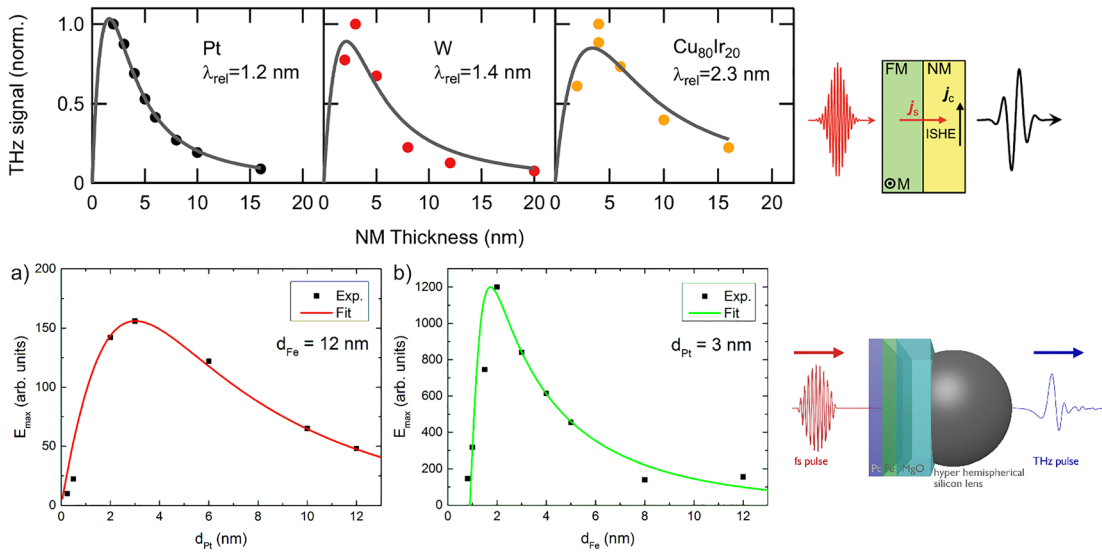 THz signal (norm.)
1.0
0.5
0
Pt
λrel=1.2 nm
W
λrel=1.4 nm
Cu80Ir20
λrel=2.3 nm
0 5 10 15 20
0 5 10 15 20
0 5 10 15 20
NM Thickness (nm)
FM NM
js
jc
ISHE
M
a)
Emax (arb. units)
200
150
100
50
0
Exp.
Fit
dFe = 12 nm
0 2 4 6 8 10 12
dPt (nm)
b)
Emax (arb. units)
1200
1000
800
600
400
200
0
Exp.
Fit
dPt = 3 nm
0 2 4 6 8 10 12
dFe (nm)
fs pulse
Pt Fe MgO
hyper hemispherical
silicon lens
THz pulse